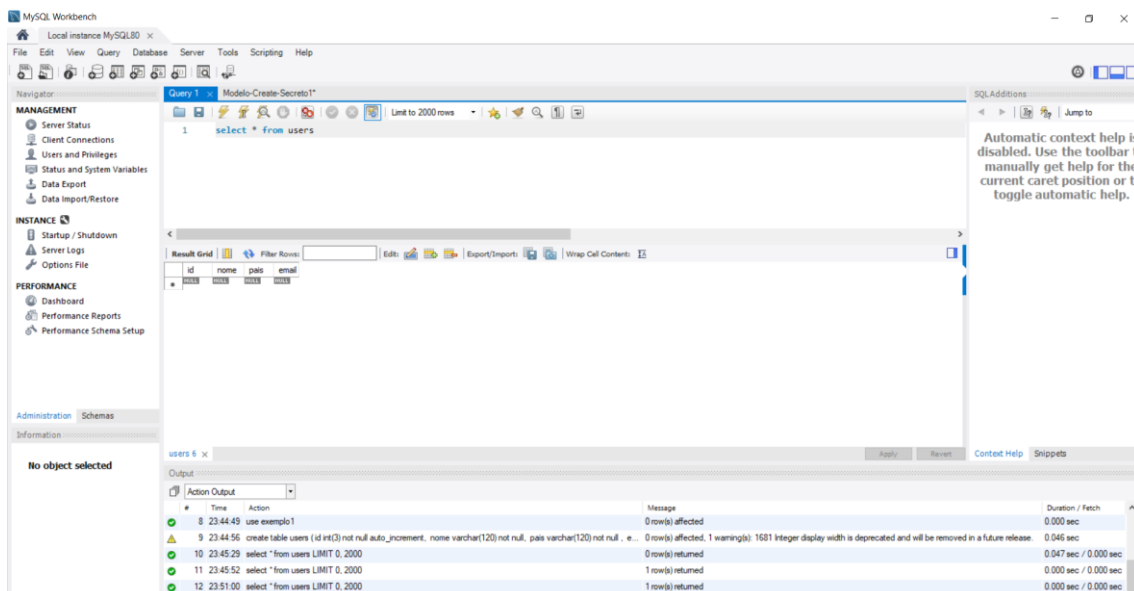 MySQL Workbench
Local instance MySQL80 ×
File Edit View Query Database Server Tools Scripting Help
Navigator
MANAGEMENT
Server Status
Client Connections
Users and Privileges
Status and System Variables
Data Export
Data Import/Restore
INSTANCE
Startup / Shutdown
Server Logs
Options File
PERFORMANCE
Dashboard
Performance Reports
Performance Schema Setup
Administration Schemas
Information
No object selected
Query 1 × Modelo-Create-Secreto1*
Limit to 2000 rows
1 select * from users
Result Grid Filter Rows: Edit: Export/Import: Wrap Cell Content:
id nome pais email
NULL NULL NULL NULL
users 6 × Apply Revert
Output
Action Output
# Time Action Message Duration / Fetch
8 23:44:49 use exemplo1 0 row(s) affected 0.000 sec
9 23:44:56 create table users ( id int(3) not null auto_increment, nome varchar(120) not null, pais varchar(120) not null , e... 0 row(s) affected, 1 warning(s): 1681 Integer display width is deprecated and will be removed in a future release. 0.046 sec
10 23:45:29 select * from users LIMIT 0, 2000 0 row(s) returned 0.047 sec / 0.000 sec
11 23:45:52 select * from users LIMIT 0, 2000 1 row(s) returned 0.000 sec / 0.000 sec
12 23:51:00 select * from users LIMIT 0, 2000 1 row(s) returned 0.000 sec / 0.000 sec
SQLAdditions
Jump to
Automatic context help is
disabled. Use the toolbar
manually get help for the
current caret position or
toggle automatic help.
Context Help Snippets